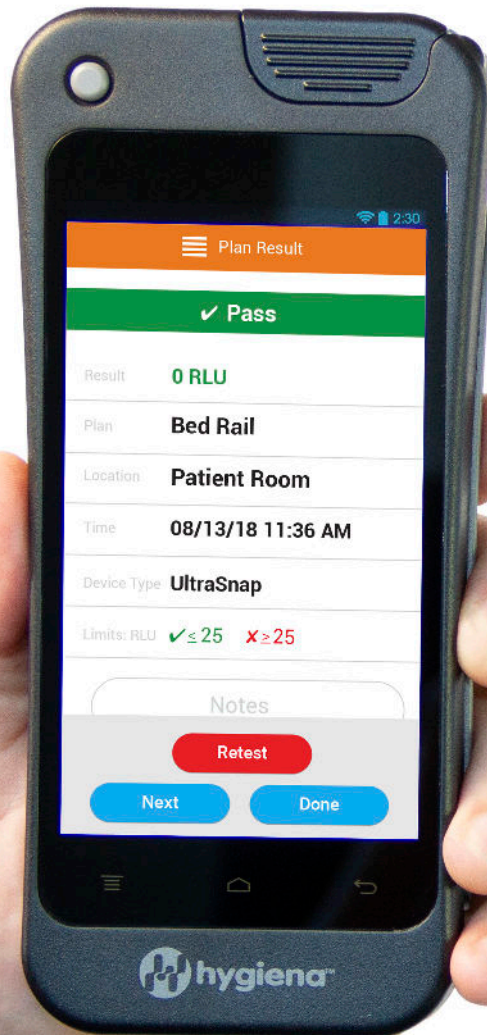 2:30
Plan Result
✔ Pass
Result 0 RLU
Plan Bed Rail
Location Patient Room
Time 08/13/18 11:36 AM
Device Type UltraSnap
Limits: RLU ✔≤25 ✘≥25
Notes
Retest
Next Done
hygiena™